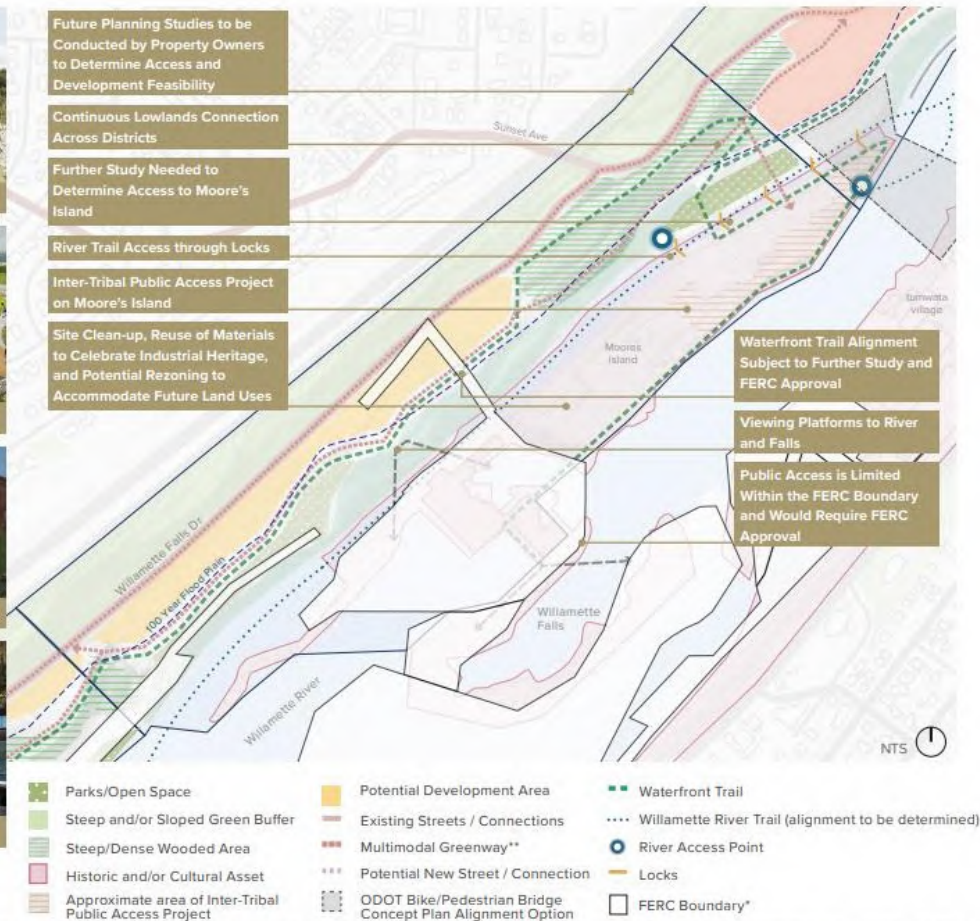 Future Planning Studies to be
Conducted by Property Owners
to Determine Access and
Development Feasibility
Continuous Lowlands Connection
Across Districts
Further Study Needed to
Determine Access to Moore's
Island
River Trail Access through Locks
Inter-Tribal Public Access Project
on Moore's Island
Site Clean-up, Reuse of Materials
to Celebrate Industrial Heritage,
and Potential Rezoning to
Accommodate Future Land Uses
Sunset Ave
tumwata
village
Moores
Island
Waterfront Trail Alignment
Subject to Further Study and
FERC Approval
Viewing Platforms to River
and Falls
Public Access is Limited
Within the FERC Boundary
and Would Require FERC
Approval
Willamette Falls Dr
100 Year Flood Plain
Willamette
Falls
Willamette River
NTS
Parks/Open Space
Steep and/or Sloped Green Buffer
Steep/Dense Wooded Area
Historic and/or Cultural Asset
Approximate area of Inter-Tribal
Public Access Project
Potential Development Area
Existing Streets / Connections
Multimodal Greenway**
Potential New Street / Connection
ODOT Bike/Pedestrian Bridge
Concept Plan Alignment Option
Waterfront Trail
Willamette River Trail (alignment to be determined)
River Access Point
Locks
FERC Boundary*